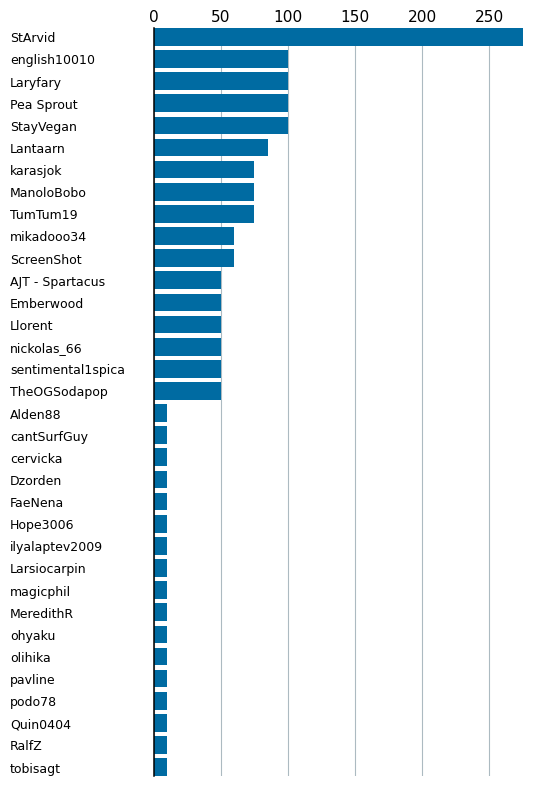 0 50 100 150 200 250
StArvid
english10010
Laryfary
Pea Sprout
StayVegan
Lantaarn
karasjok
ManoloBobo
TumTum19
mikadooo34
ScreenShot
AJT - Spartacus
Emberwood
Llorent
nickolas_66
sentimental1spica
TheOGSodapop
Alden88
cantSurfGuy
cervicka
Dzorden
FaeNena
Hope3006
ilyalaptev2009
Larsiocarpin
magicphil
MeredithR
ohyaku
olihika
pavline
podo78
Quin0404
RalfZ
tobisagt